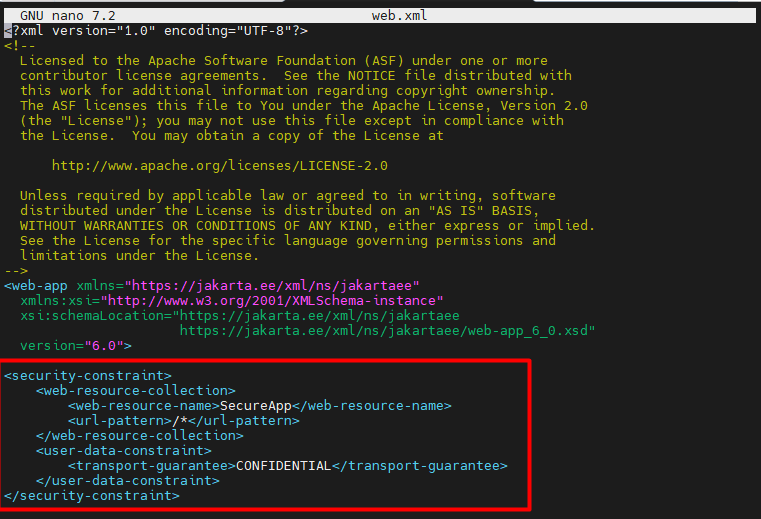 GNU nano 7.2 web.xml
<?xml version="1.0" encoding="UTF-8"?>
<!--
  Licensed to the Apache Software Foundation (ASF) under one or more
  contributor license agreements.  See the NOTICE file distributed with
  this work for additional information regarding copyright ownership.
  The ASF licenses this file to You under the Apache License, Version 2.0
  (the "License"); you may not use this file except in compliance with
  the License.  You may obtain a copy of the License at

      http://www.apache.org/licenses/LICENSE-2.0

  Unless required by applicable law or agreed to in writing, software
  distributed under the License is distributed on an "AS IS" BASIS,
  WITHOUT WARRANTIES OR CONDITIONS OF ANY KIND, either express or implied.
  See the License for the specific language governing permissions and
  limitations under the License.
-->
<web-app xmlns="https://jakarta.ee/xml/ns/jakartaee"
  xmlns:xsi="http://www.w3.org/2001/XMLSchema-instance"
  xsi:schemaLocation="https://jakarta.ee/xml/ns/jakartaee
                      https://jakarta.ee/xml/ns/jakartaee/web-app_6_0.xsd"
  version="6.0">

<security-constraint>
    <web-resource-collection>
        <web-resource-name>SecureApp</web-resource-name>
        <url-pattern>/*</url-pattern>
    </web-resource-collection>
    <user-data-constraint>
        <transport-guarantee>CONFIDENTIAL</transport-guarantee>
    </user-data-constraint>
</security-constraint>